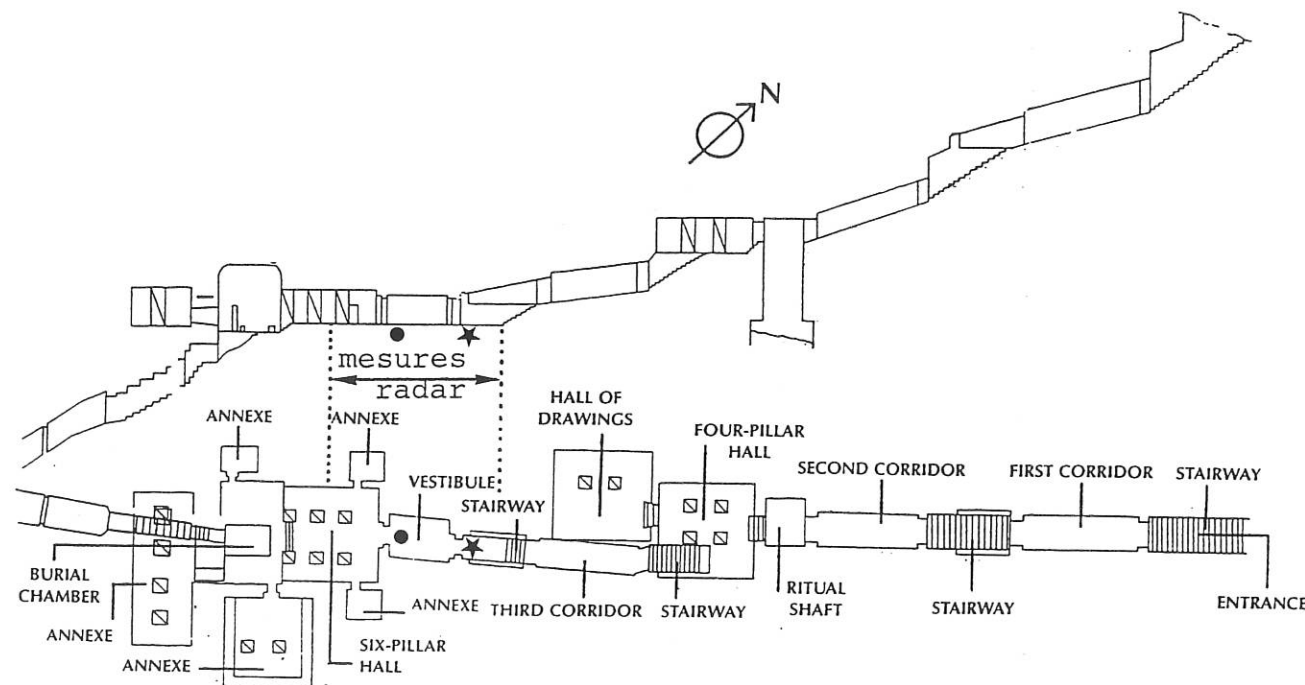 N
mesures
radar
ANNEXE
ANNEXE
HALL OF
DRAWINGS
FOUR-PILLAR
HALL
VESTIBULE
STAIRWAY
SECOND CORRIDOR
FIRST CORRIDOR
STAIRWAY
BURIAL
CHAMBER
ANNEXE
ANNEXE
SIX-PILLAR
HALL
ANNEXE
THIRD CORRIDOR
STAIRWAY
RITUAL
SHAFT
STAIRWAY
ENTRANCE